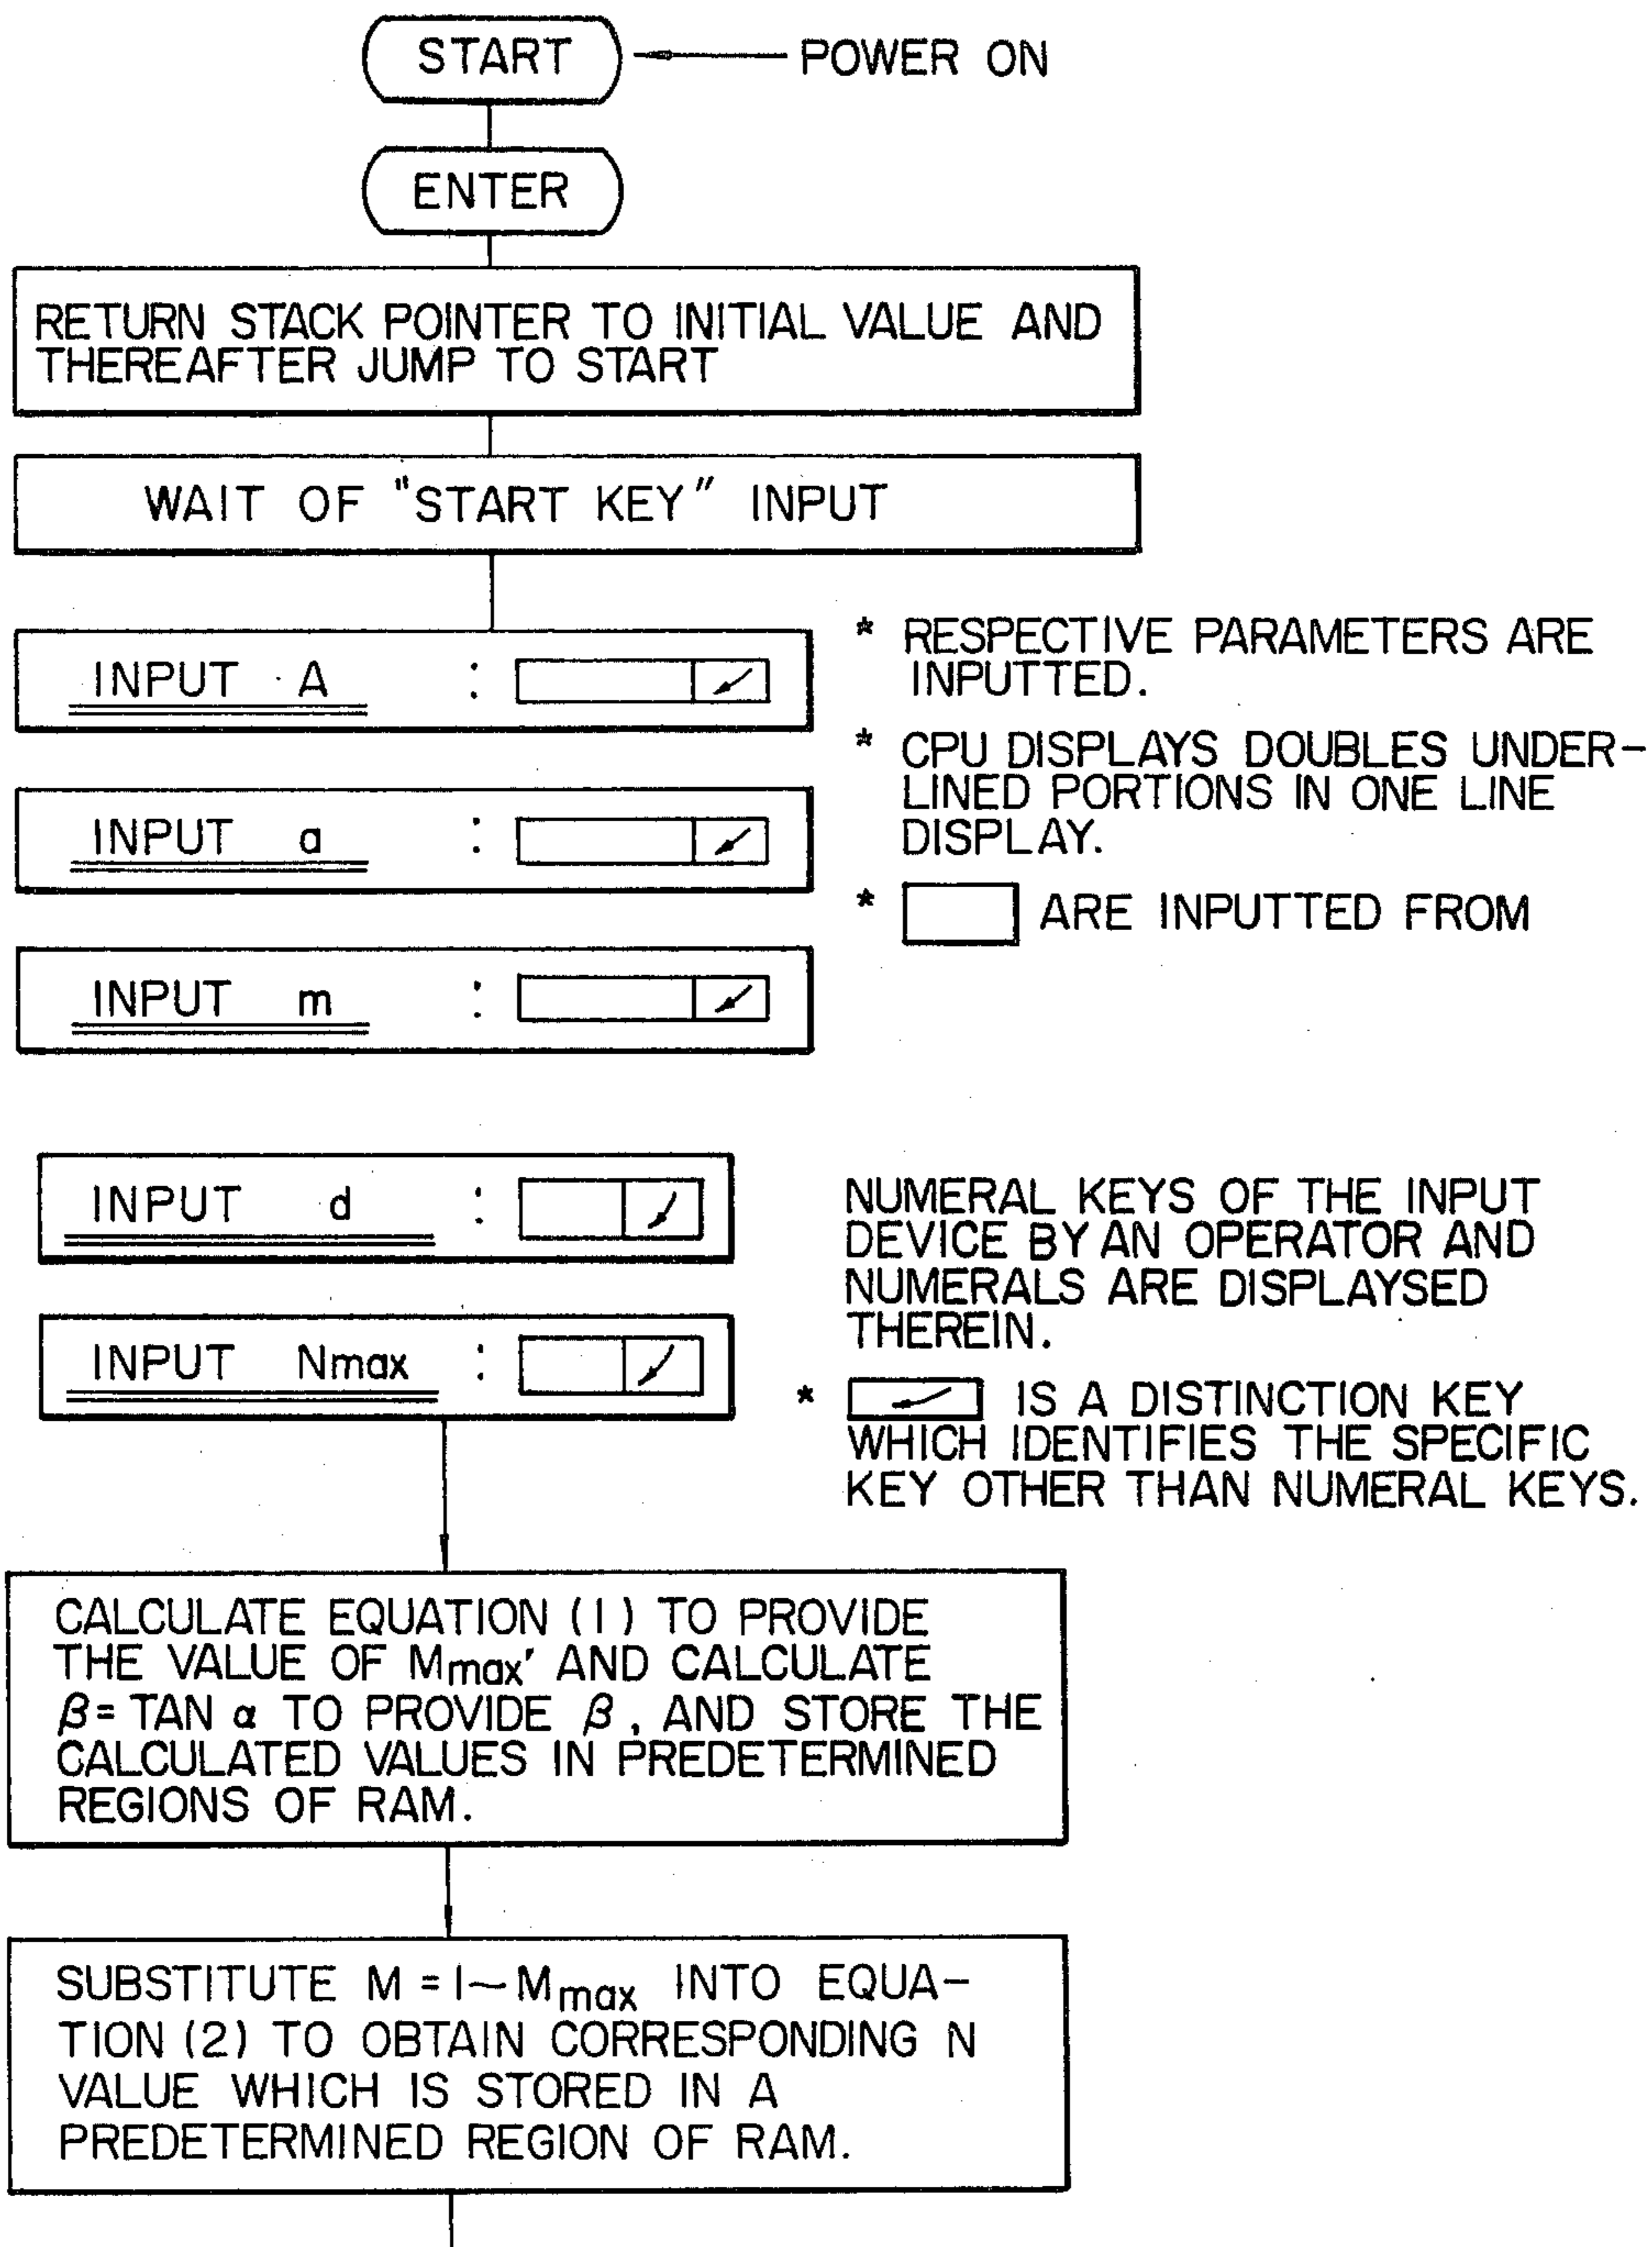 START
POWER ON
ENTER
RETURN STACK POINTER TO INITIAL VALUE AND
THEREAFTER JUMP TO START
WAIT OF "START KEY" INPUT
INPUT A :
* RESPECTIVE PARAMETERS ARE
INPUTTED.
* CPU DISPLAYS DOUBLES UNDER-
LINED PORTIONS IN ONE LINE
DISPLAY.
INPUT a :
* ARE INPUTTED FROM
INPUT m :
INPUT d :
NUMERAL KEYS OF THE INPUT
DEVICE BY AN OPERATOR AND
NUMERALS ARE DISPLAYSED
THEREIN.
INPUT Nmax :
* IS A DISTINCTION KEY
WHICH IDENTIFIES THE SPECIFIC
KEY OTHER THAN NUMERAL KEYS.
CALCULATE EQUATION (1) TO PROVIDE
THE VALUE OF Mmax' AND CALCULATE
β = TAN α TO PROVIDE β, AND STORE THE
CALCULATED VALUES IN PREDETERMINED
REGIONS OF RAM.
SUBSTITUTE M = 1~Mmax INTO EQUA-
TION (2) TO OBTAIN CORRESPONDING N
VALUE WHICH IS STORED IN A
PREDETERMINED REGION OF RAM.